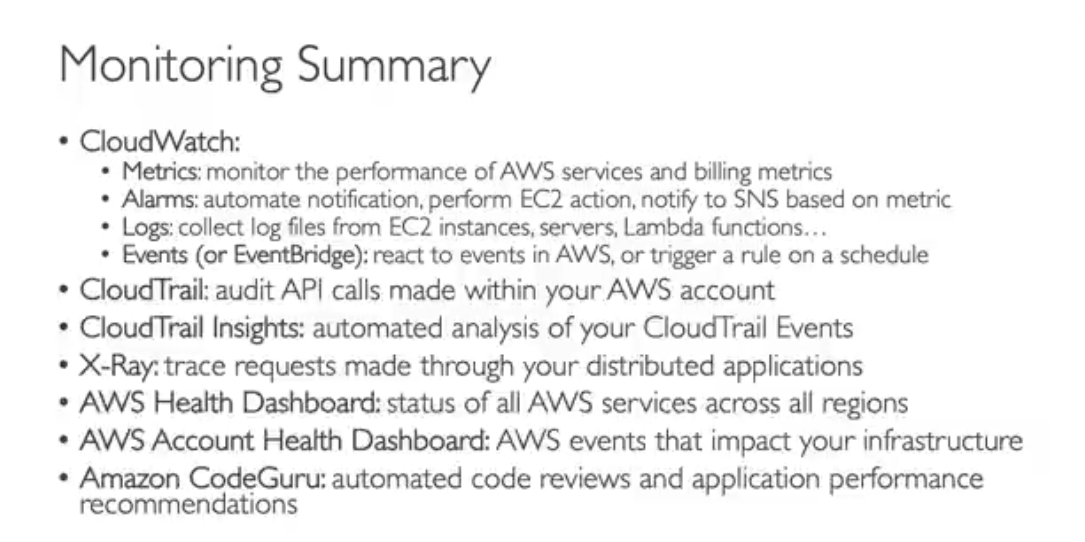 Monitoring Summary
• CloudWatch:
• Metrics: monitor the performance of AWS services and billing metrics
• Alarms: automate notification, perform EC2 action, notify to SNS based on metric
• Logs: collect log files from EC2 instances, servers, Lambda functions…
• Events (or EventBridge): react to events in AWS, or trigger a rule on a schedule
• CloudTrail: audit API calls made within your AWS account
• CloudTrail Insights: automated analysis of your CloudTrail Events
• X-Ray: trace requests made through your distributed applications
• AWS Health Dashboard: status of all AWS services across all regions
• AWS Account Health Dashboard: AWS events that impact your infrastructure
• Amazon CodeGuru: automated code reviews and application performance
recommendations